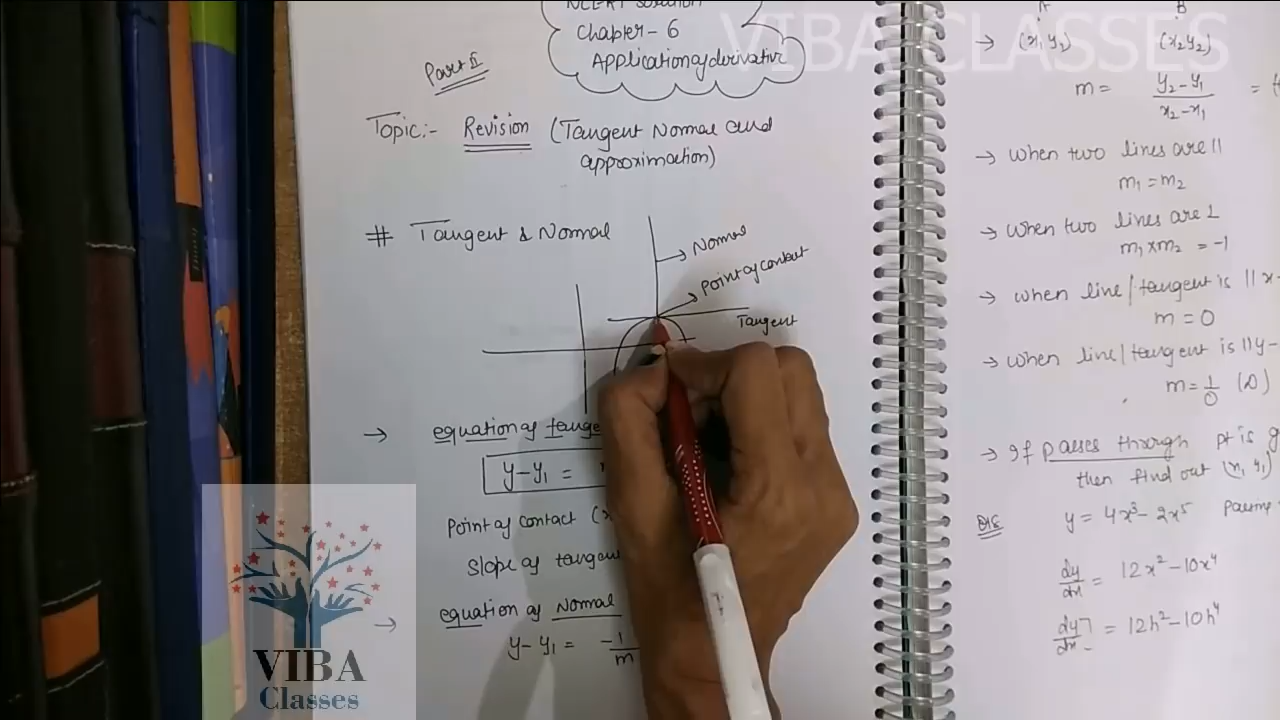 NCERT Solution
Chapter - 6
Application of derivative
Part II
Topic:- Revision (Tangent Normal and
approximation)
# Tangent & Normal
Normal
Point of contact
Tangent
→ equation of
y-y₁ =
Point of contact
Slope of
→ equation of Normal
y-y₁ = -1/m
VIBA CLASSES
A B
→ (x₁ y₁) (x₂ y₂)
m = y₂-y₁/x₂-x₁ =
→ when two lines are ||
m₁ = m₂
→ when two lines are ⊥
m₁ x m₂ = -1
→ when line/tangent is || x-
m = 0
→ when line/tangent is || y-
m = 1/0
→ If passes through pt is
then find out (x₁ y₁)
y = 4x³ - 2x⁵
dy/dx = 12x² - 10x⁴
dy/dx] = 12h² - 10h⁴
VIBA
Classes